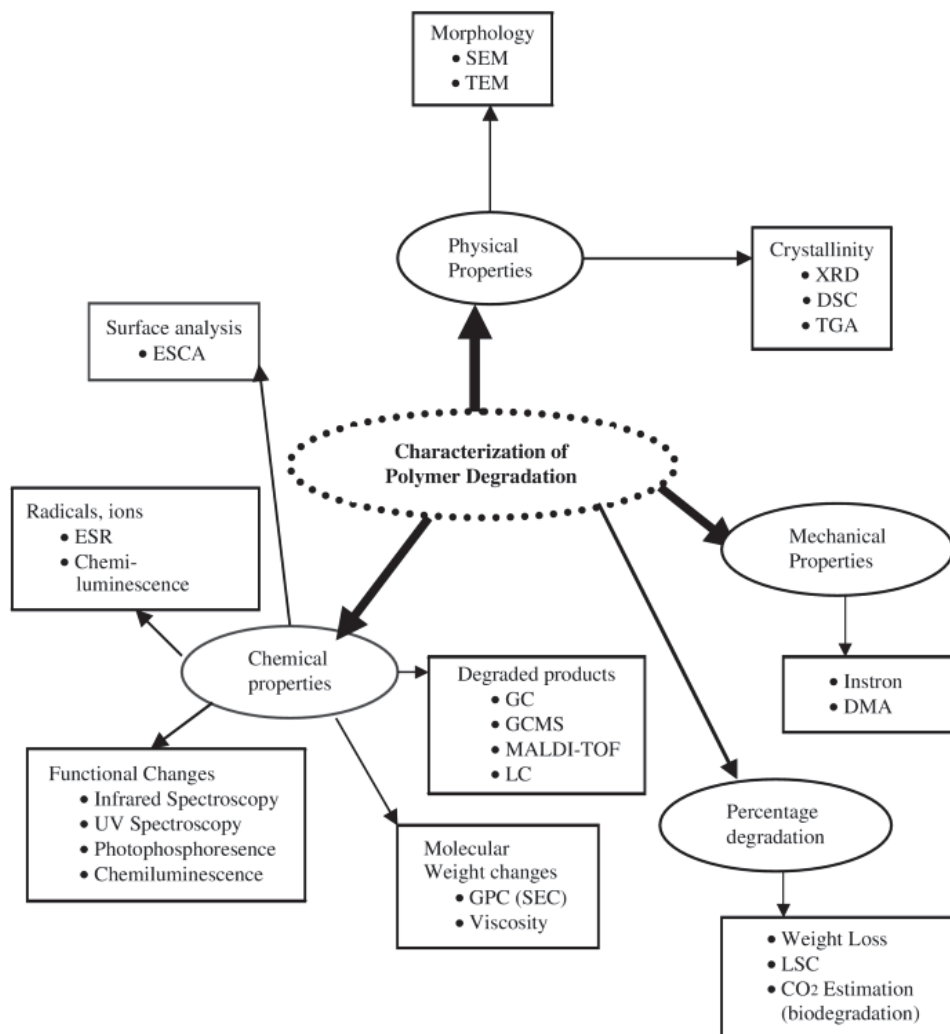 Morphology
• SEM
• TEM
Physical
Properties
Crystallinity
• XRD
• DSC
• TGA
Surface analysis
• ESCA
Characterization of
Polymer Degradation
Radicals, ions
• ESR
• Chemi-
luminescence
Mechanical
Properties
Chemical
properties
Degraded products
• GC
• GCMS
• MALDI-TOF
• LC
• Instron
• DMA
Functional Changes
• Infrared Spectroscopy
• UV Spectroscopy
• Photophosphoresence
• Chemiluminescence
Molecular
Weight changes
• GPC (SEC)
• Viscosity
Percentage
degradation
• Weight Loss
• LSC
• CO2 Estimation
(biodegradation)